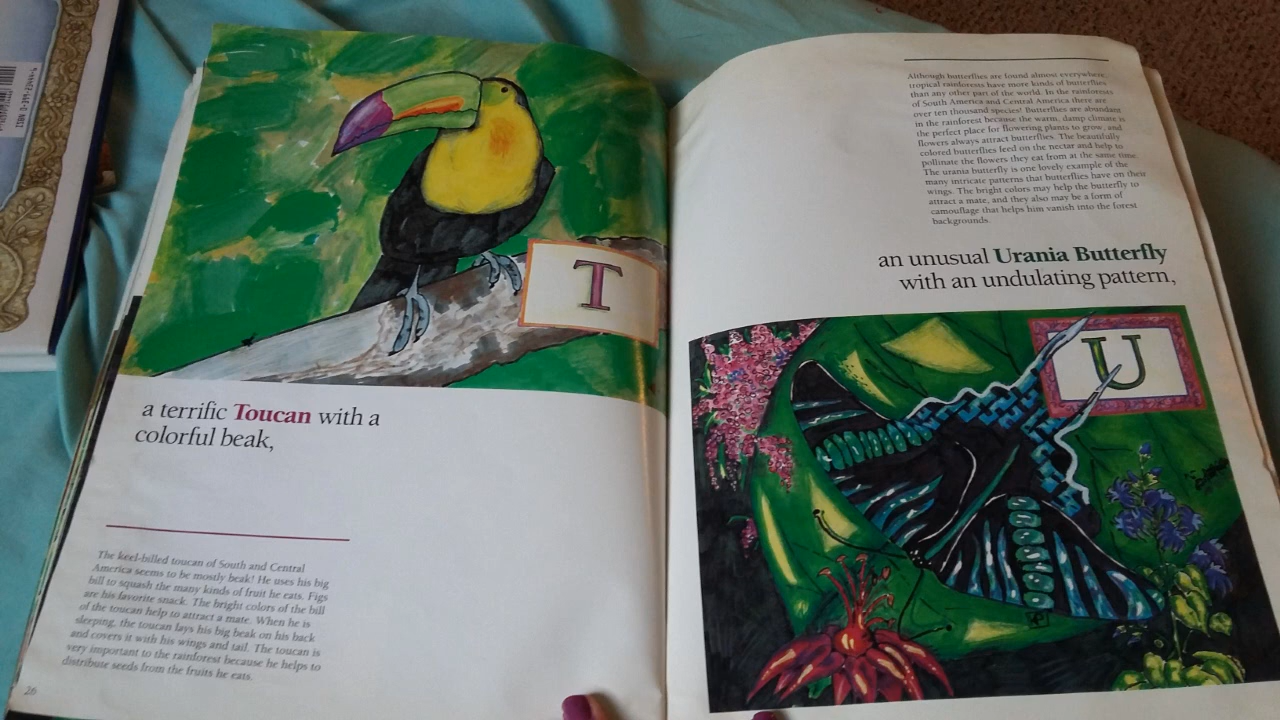 T
a terrific Toucan with a
colorful beak,
The keel-billed toucan of South and Central
America seems to be mostly beak! He uses his big
bill to squash the many kinds of fruit he eats. Figs
are his favorite snack. The bright colors of the bill
of the toucan help to attract a mate. When he is
sleeping, the toucan lays his big beak on his back
and covers it with his wings and tail. The toucan is
very important to the rainforest because he helps to
distribute seeds from the fruits he eats.
26
Although butterflies are found almost everywhere,
tropical rainforests have more kinds of butterflies
than any other part of the world. In the rainforests
of South America and Central America there are
over ten thousand species! Butterflies are abundant
in the rainforest because the warm, damp climate is
the perfect place for flowering plants to grow, and
flowers always attract butterflies. The beautifully
colored butterflies feed on the nectar and help to
pollinate the flowers they eat from at the same time.
The urania butterfly is one lovely example of the
many intricate patterns that butterflies have on their
wings. The bright colors may help the butterfly to
attract a mate, and they also may be a form of
camouflage that helps him vanish into the forest
backgrounds.
an unusual Urania Butterfly
with an undulating pattern,
U